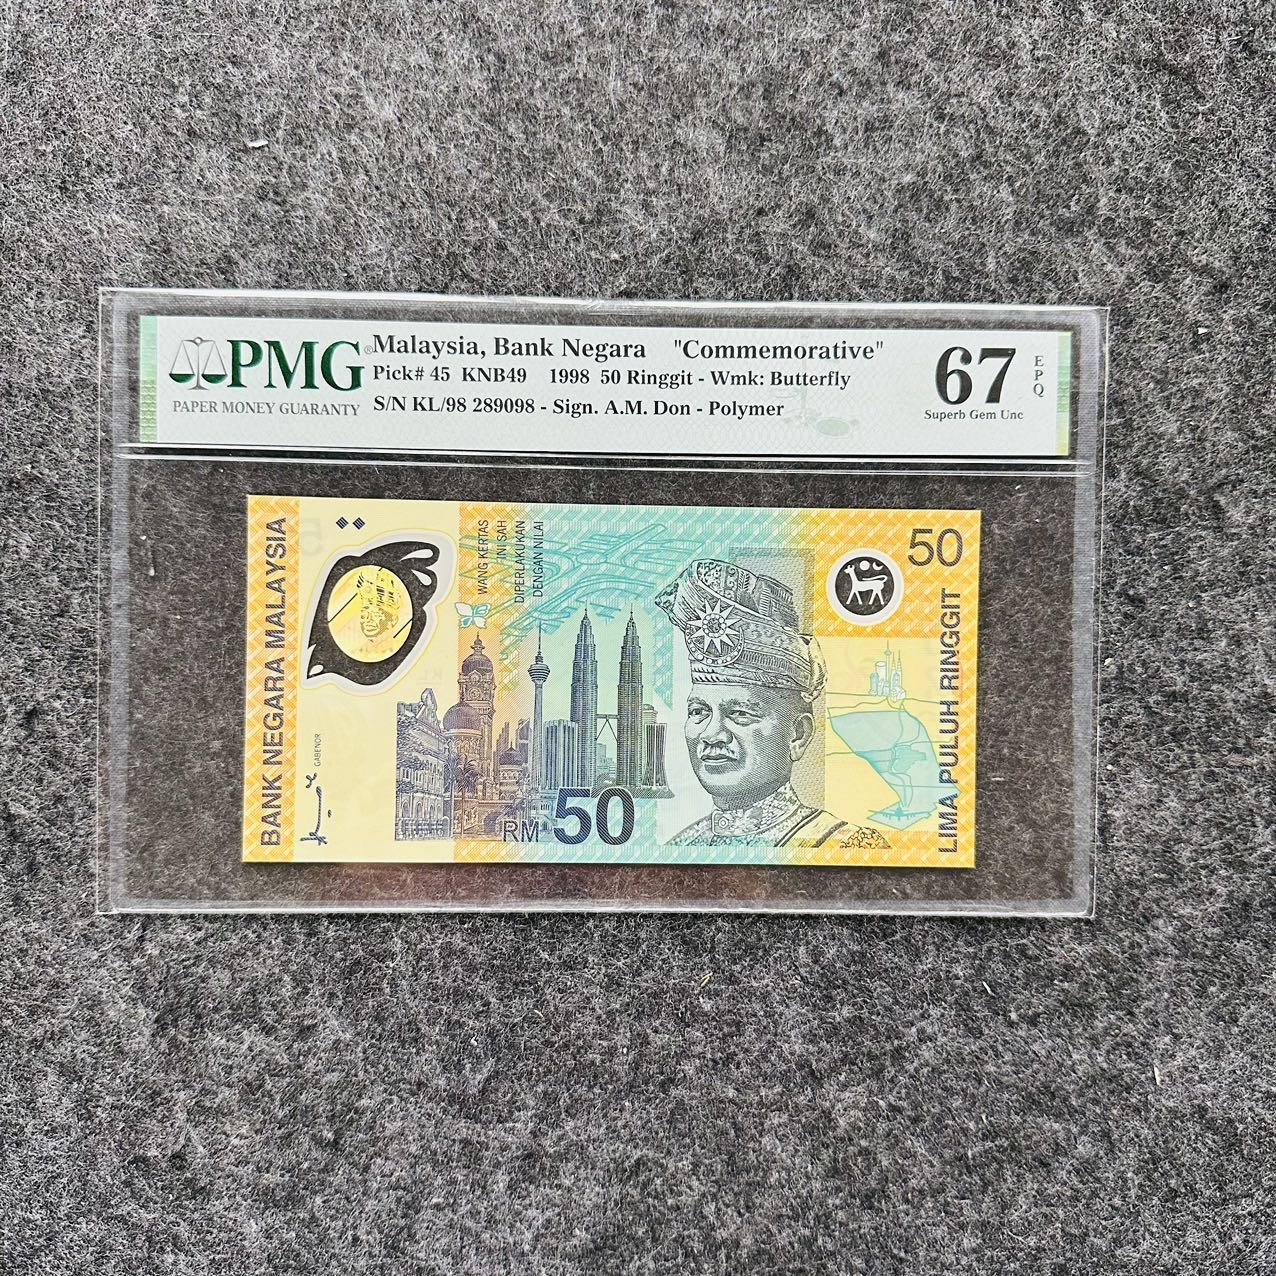 PMG®
PAPER MONEY GUARANTY
Malaysia, Bank Negara "Commemorative"
Pick# 45 KNB49 1998 50 Ringgit - Wmk: Butterfly
S/N KL/98 289098 - Sign. A.M. Don - Polymer
67
EPQ
Superb Gem Unc
BANK NEGARA MALAYSIA
GABENOR
WANG KERTAS
INI SAH
DIPERLAKUKAN
DENGAN NILAI
RM 50
50
LIMA PULUH RINGGIT